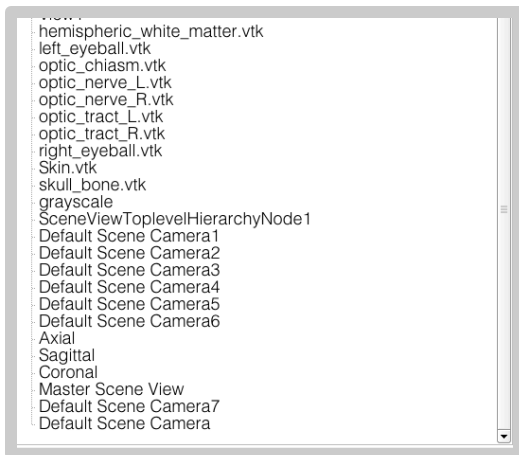 hemispheric_white_matter.vtk
left_eyeball.vtk
optic_chiasm.vtk
optic_nerve_L.vtk
optic_nerve_R.vtk
optic_tract_L.vtk
optic_tract_R.vtk
right_eyeball.vtk
Skin.vtk
skull_bone.vtk
grayscale
SceneViewToplevelHierarchyNode1
Default Scene Camera1
Default Scene Camera2
Default Scene Camera3
Default Scene Camera4
Default Scene Camera5
Default Scene Camera6
Axial
Sagittal
Coronal
Master Scene View
Default Scene Camera7
Default Scene Camera